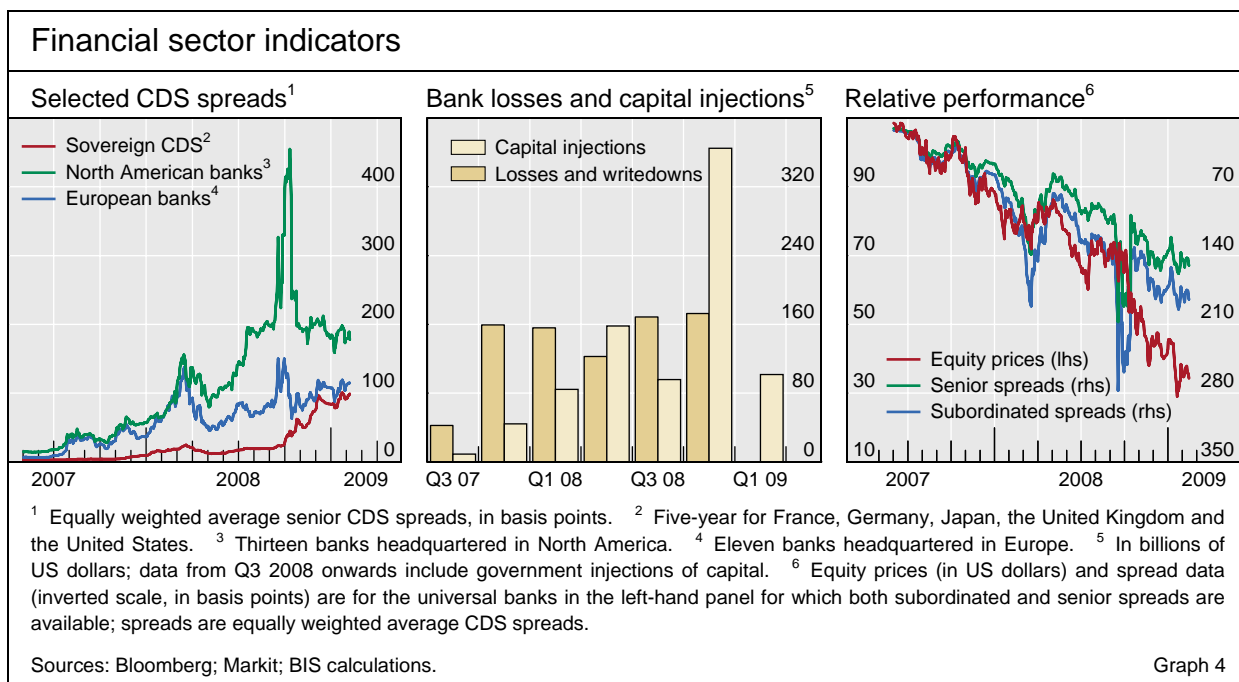 Financial sector indicators
Selected CDS spreads1
Sovereign CDS2
North American banks3
European banks4
400
300
200
100
0
2007 2008 2009
Bank losses and capital injections5
Capital injections
Losses and writedowns
320
240
160
80
0
Q3 07 Q1 08 Q3 08 Q1 09
Relative performance6
90 70
70 140
50 210
Equity prices (lhs)
Senior spreads (rhs)
30 280
Subordinated spreads (rhs)
10 350
2007 2008 2009
1 Equally weighted average senior CDS spreads, in basis points. 2 Five-year for France, Germany, Japan, the United Kingdom and
the United States. 3 Thirteen banks headquartered in North America. 4 Eleven banks headquartered in Europe. 5 In billions of
US dollars; data from Q3 2008 onwards include government injections of capital. 6 Equity prices (in US dollars) and spread data
(inverted scale, in basis points) are for the universal banks in the left-hand panel for which both subordinated and senior spreads are
available; spreads are equally weighted average CDS spreads.
Sources: Bloomberg; Markit; BIS calculations. Graph 4